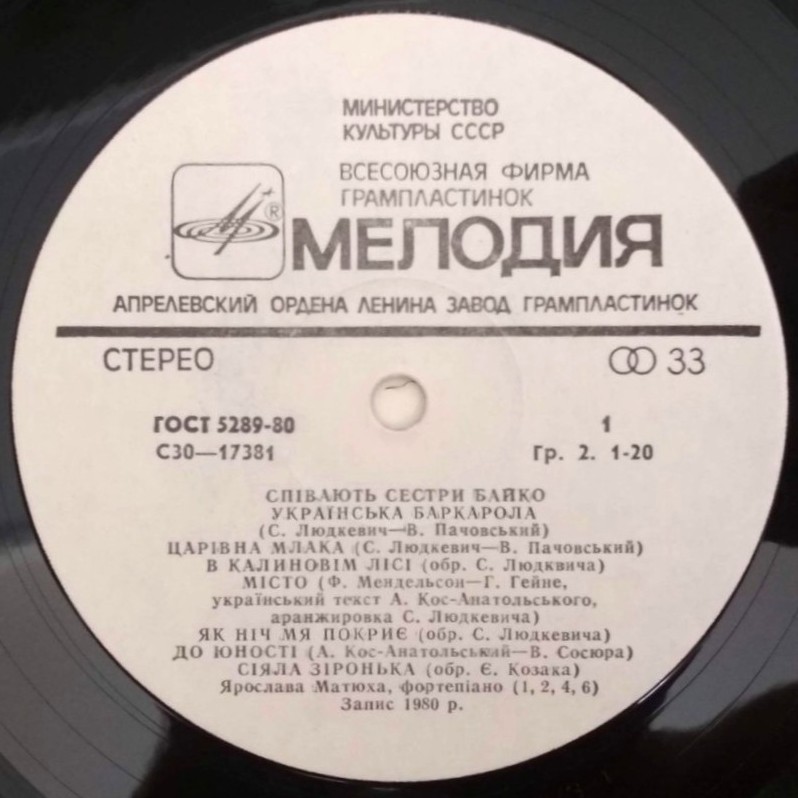 МИНИСТЕРСТВО
КУЛЬТУРЫ СССР
ВСЕСОЮЗНАЯ ФИРМА
ГРАМПЛАСТИНОК
® МЕЛОДИЯ
АПРЕЛЕВСКИЙ ОРДЕНА ЛЕНИНА ЗАВОД ГРАМПЛАСТИНОК
СТЕРЕО 33
ГОСТ 5289-80 1
С30—17381 Гр. 2. 1-20
СПІВАЮТЬ СЕСТРИ БАЙКО
УКРАЇНСЬКА БАРКАРОЛА
(С. Людкевич—В. Пачовський)
ЦАРІВНА МЛАКА (С. Людкевич—В. Пачовський)
В КАЛИНОВІМ ЛІСІ (обр. С. Людквича)
МІСТО (Ф. Мендельсон—Г. Гейне,
український текст А. Кос-Анатольського,
аранжировка С. Людкевича)
ЯК НІЧ МЯ ПОКРИЄ (обр. С. Людкевича)
ДО ЮНОСТІ (А. Кос-Анатольський—В. Сосюра)
СІЯЛА ЗІРОНЬКА (обр. Є. Козака)
Ярослава Матюха, фортепіано (1, 2, 4, 6)
Запис 1980 р.